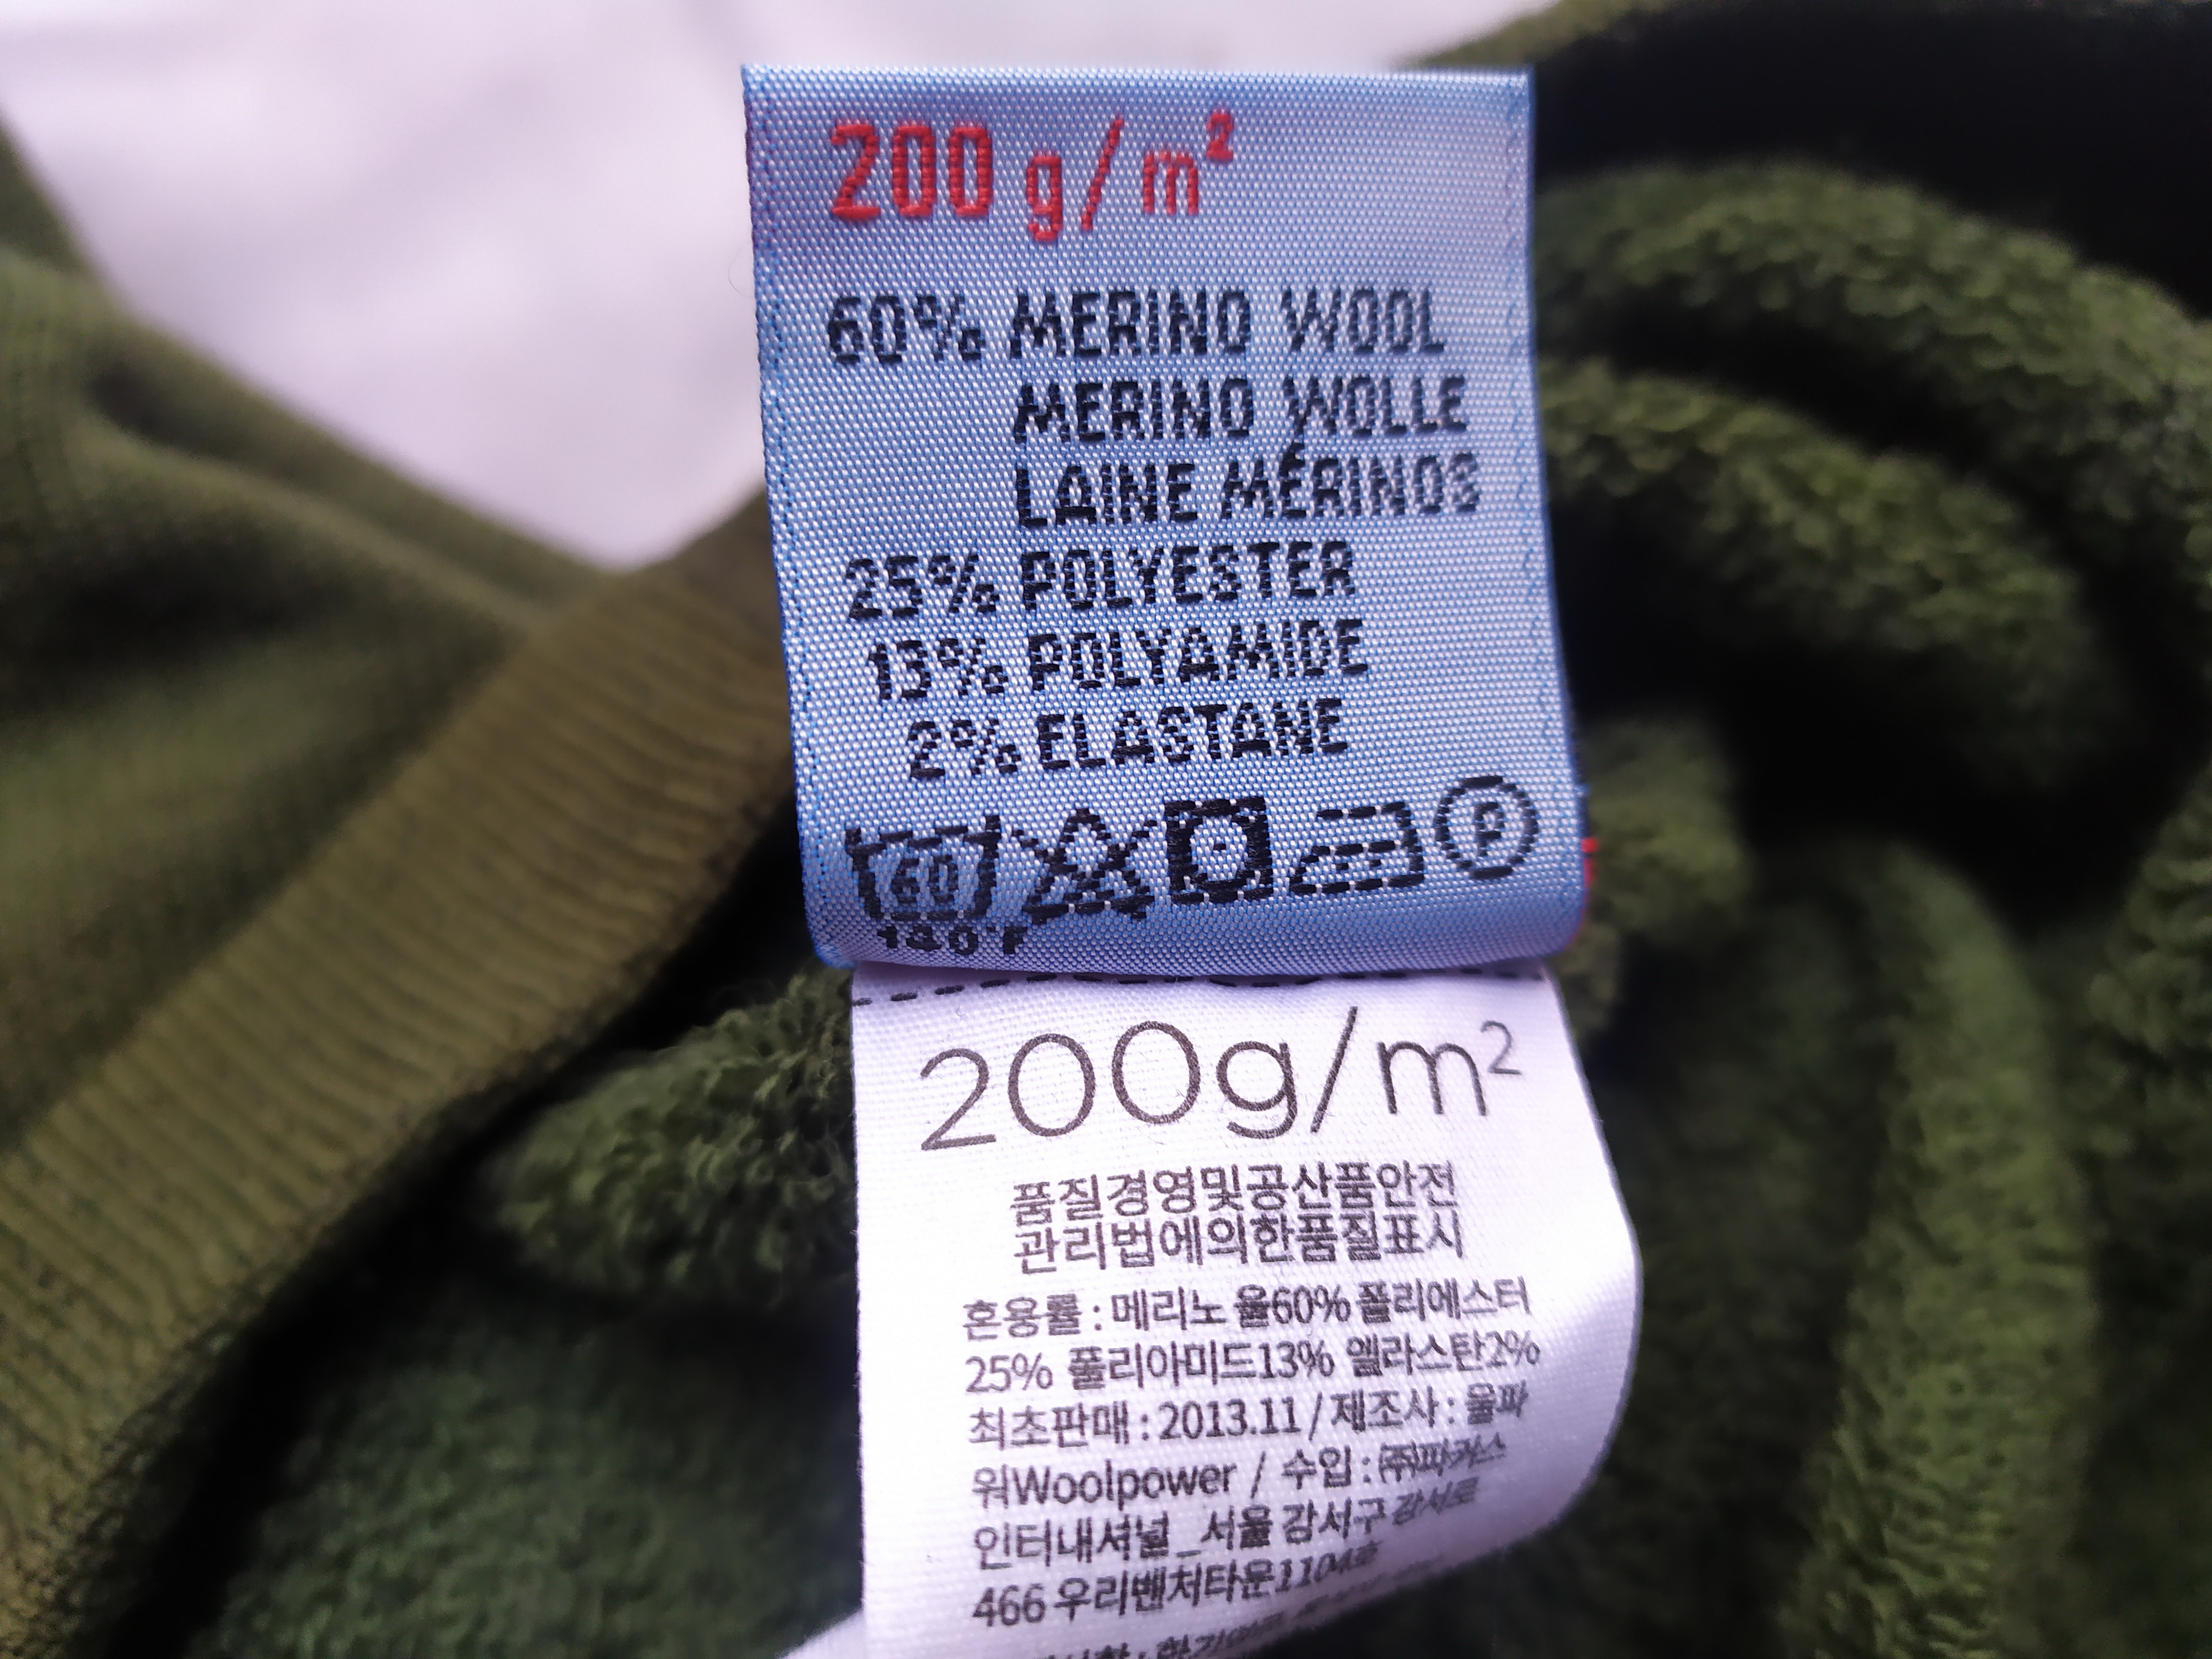 200 g/m²
60% MERINO WOOL
MERINO WOLLE
LAINE MÉRINOS
25% POLYESTER
13% POLYAMIDE
2% ELASTANE
60 P
140°F
200g/m²
품질경영및공산품안전
관리법에의한품질표시
혼용률 : 메리노 울60% 폴리에스터
25% 폴리아미드13% 엘라스탄2%
최초판매 : 2013.11 / 제조사 : 울파
워Woolpower / 수입 : ㈜파커스
인터내셔널_서울 강서구 강서로
466 우리벤처타운1104호